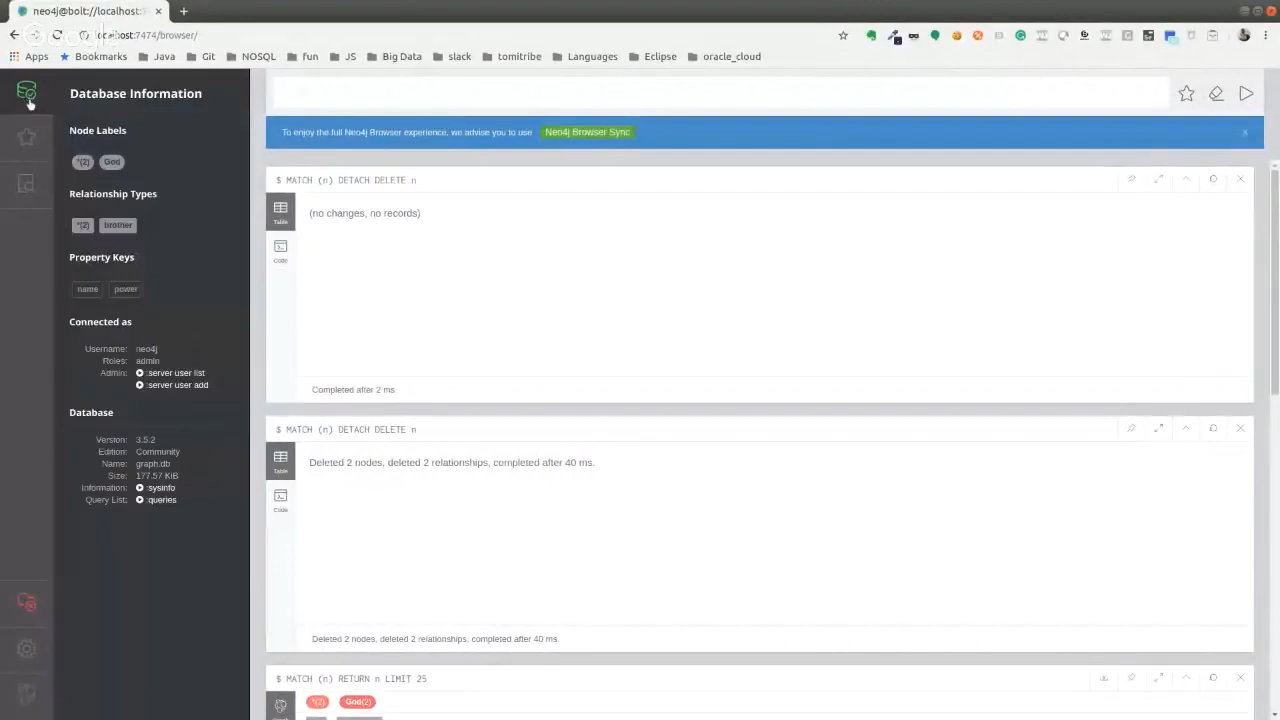 neo4j@bolt://localhost:
localhost:7474/browser/
Apps Bookmarks Java Git NOSQL fun JS Big Data slack tomitribe Languages Eclipse oracle_cloud
Database Information
Node Labels
*(2) God
Relationship Types
*(2) brother
Property Keys
name power
Connected as
Username: neo4j
Roles: admin
Admin: :server user list
:server user add
Database
Version: 3.5.2
Edition: Community
Name: graph.db
Size: 177.57 KiB
Information: :sysinfo
Query List: :queries
To enjoy the full Neo4j Browser experience, we advise you to use Neo4j Browser Sync
$ MATCH (n) DETACH DELETE n
Table
(no changes, no records)
Code
Completed after 2 ms.
$ MATCH (n) DETACH DELETE n
Table
Deleted 2 nodes, deleted 2 relationships, completed after 40 ms.
Code
Deleted 2 nodes, deleted 2 relationships, completed after 40 ms.
$ MATCH (n) RETURN n LIMIT 25
*(2) God(2)